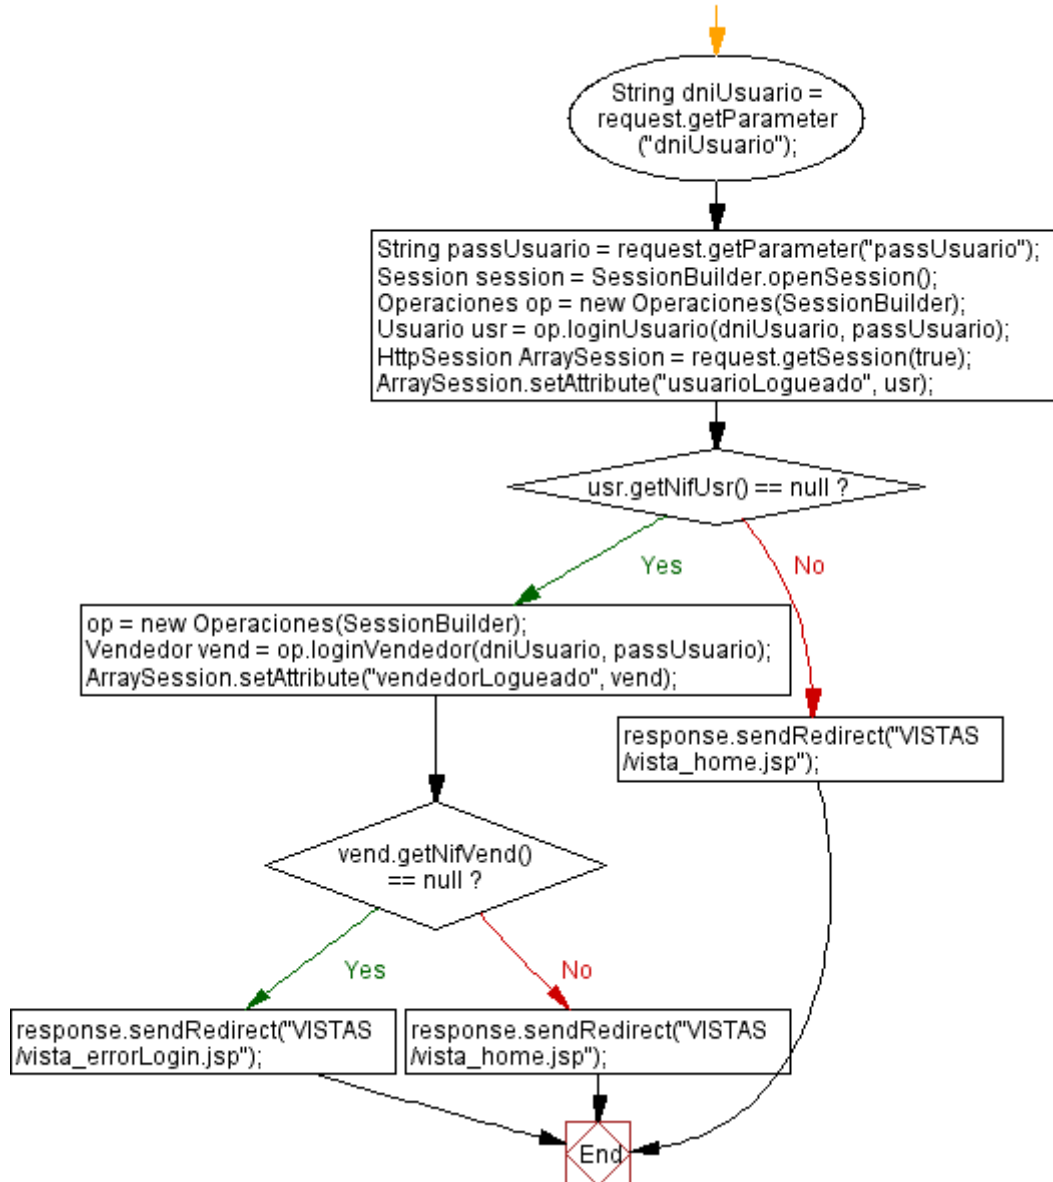 String dniUsuario =
request.getParameter
("dniUsuario");
String passUsuario = request.getParameter("passUsuario");
Session session = SessionBuilder.openSession();
Operaciones op = new Operaciones(SessionBuilder);
Usuario usr = op.loginUsuario(dniUsuario, passUsuario);
HttpSession ArraySession = request.getSession(true);
ArraySession.setAttribute("usuarioLogueado", usr);
usr.getNifUsr() == null ?
Yes
No
op = new Operaciones(SessionBuilder);
Vendedor vend = op.loginVendedor(dniUsuario, passUsuario);
ArraySession.setAttribute("vendedorLogueado", vend);
response.sendRedirect("VISTAS
/vista_home.jsp");
vend.getNifVend()
== null ?
Yes
No
response.sendRedirect("VISTAS
/vista_errorLogin.jsp");
response.sendRedirect("VISTAS
/vista_home.jsp");
End